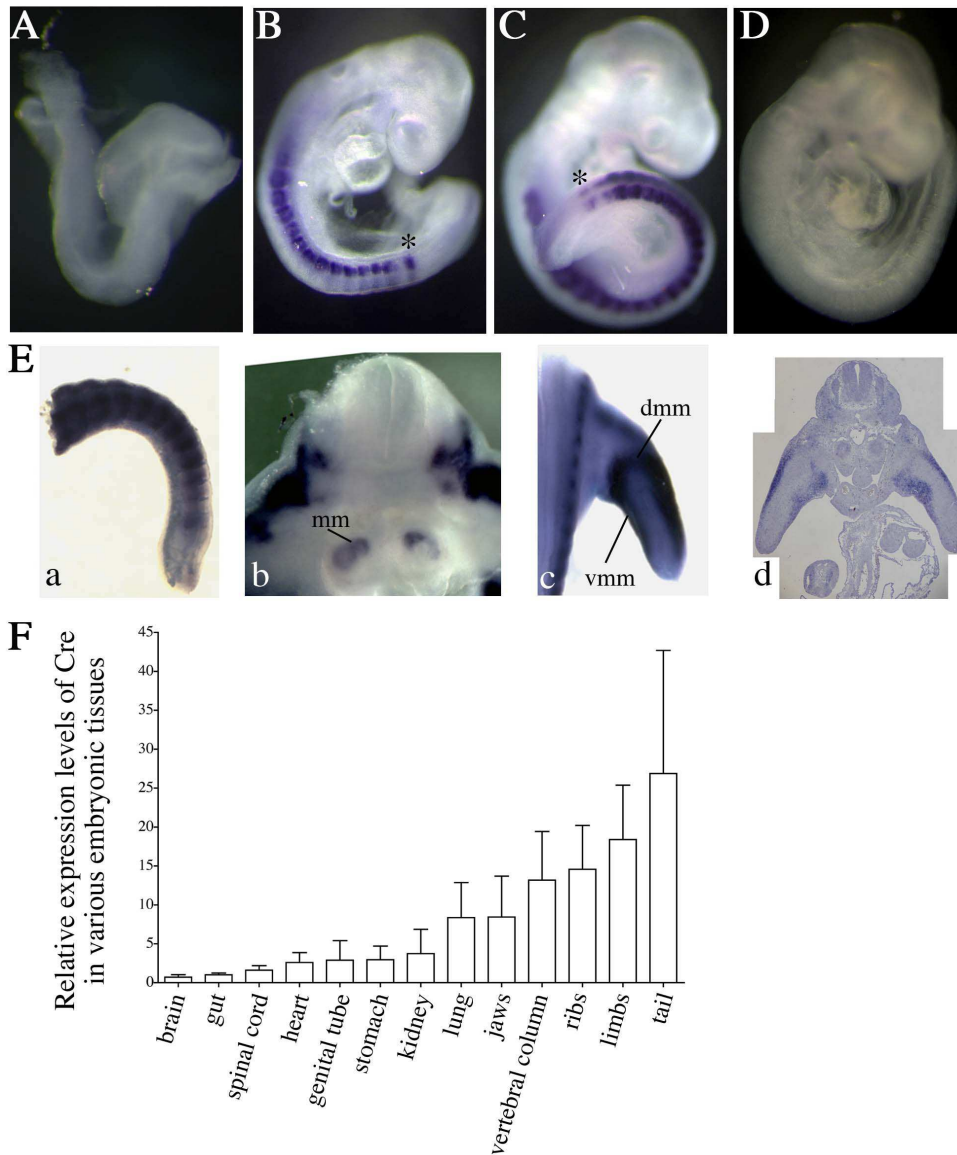 A
B
C
D
*
*
E
a
b
mm
c
dmm
vmm
d
F
Relative expression levels of Cre
in various embryonic tissues
45
40
35
30
25
20
15
10
5
0
brain
gut
spinal cord
heart
genital tube
stomach
kidney
lung
jaws
vertebral column
ribs
limbs
tail